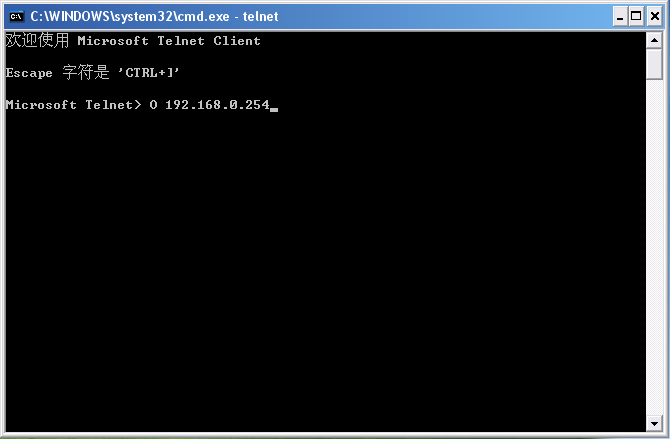 C:\WINDOWS\system32\cmd.exe - telnet
欢迎使用 Microsoft Telnet Client
Escape 字符是 'CTRL+]'
Microsoft Telnet> O 192.168.0.254